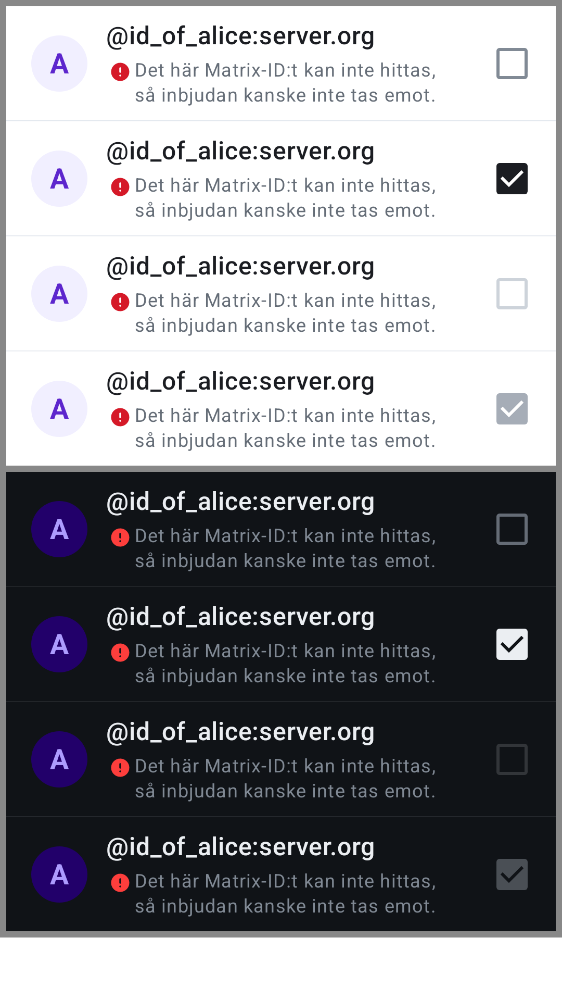 A
@id_of_alice:server.org
Det här Matrix-ID:t kan inte hittas,
så inbjudan kanske inte tas emot.
A
@id_of_alice:server.org
Det här Matrix-ID:t kan inte hittas,
så inbjudan kanske inte tas emot.
A
@id_of_alice:server.org
Det här Matrix-ID:t kan inte hittas,
så inbjudan kanske inte tas emot.
A
@id_of_alice:server.org
Det här Matrix-ID:t kan inte hittas,
så inbjudan kanske inte tas emot.
A
@id_of_alice:server.org
Det här Matrix-ID:t kan inte hittas,
så inbjudan kanske inte tas emot.
A
@id_of_alice:server.org
Det här Matrix-ID:t kan inte hittas,
så inbjudan kanske inte tas emot.
A
@id_of_alice:server.org
Det här Matrix-ID:t kan inte hittas,
så inbjudan kanske inte tas emot.
A
@id_of_alice:server.org
Det här Matrix-ID:t kan inte hittas,
så inbjudan kanske inte tas emot.